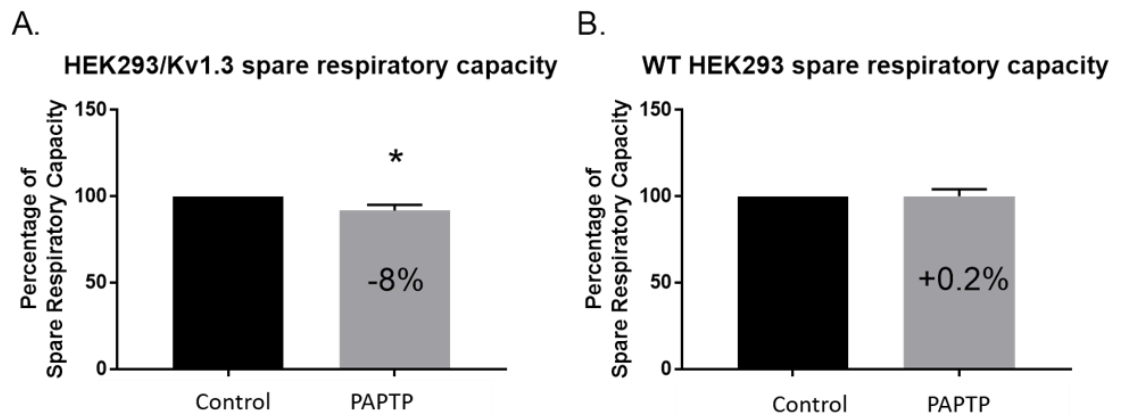 A.
HEK293/Kv1.3 spare respiratory capacity
Percentage of
Spare Respiratory Capacity
150
100
50
0
*
-8%
Control
PAPTP
B.
WT HEK293 spare respiratory capacity
Percentage of
Spare Respiratory Capacity
150
100
50
0
+0.2%
Control
PAPTP